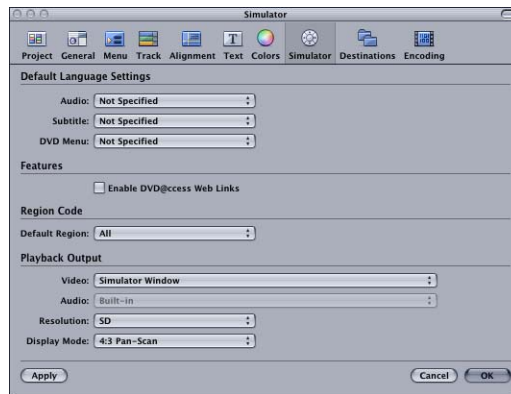 Simulator
Project General Menu Track Alignment Text Colors Simulator Destinations Encoding
Default Language Settings
Audio: Not Specified
Subtitle: Not Specified
DVD Menu: Not Specified
Features
Enable DVD@ccess Web Links
Region Code
Default Region: All
Playback Output
Video: Simulator Window
Audio: Built-in
Resolution: SD
Display Mode: 4:3 Pan-Scan
Apply Cancel OK